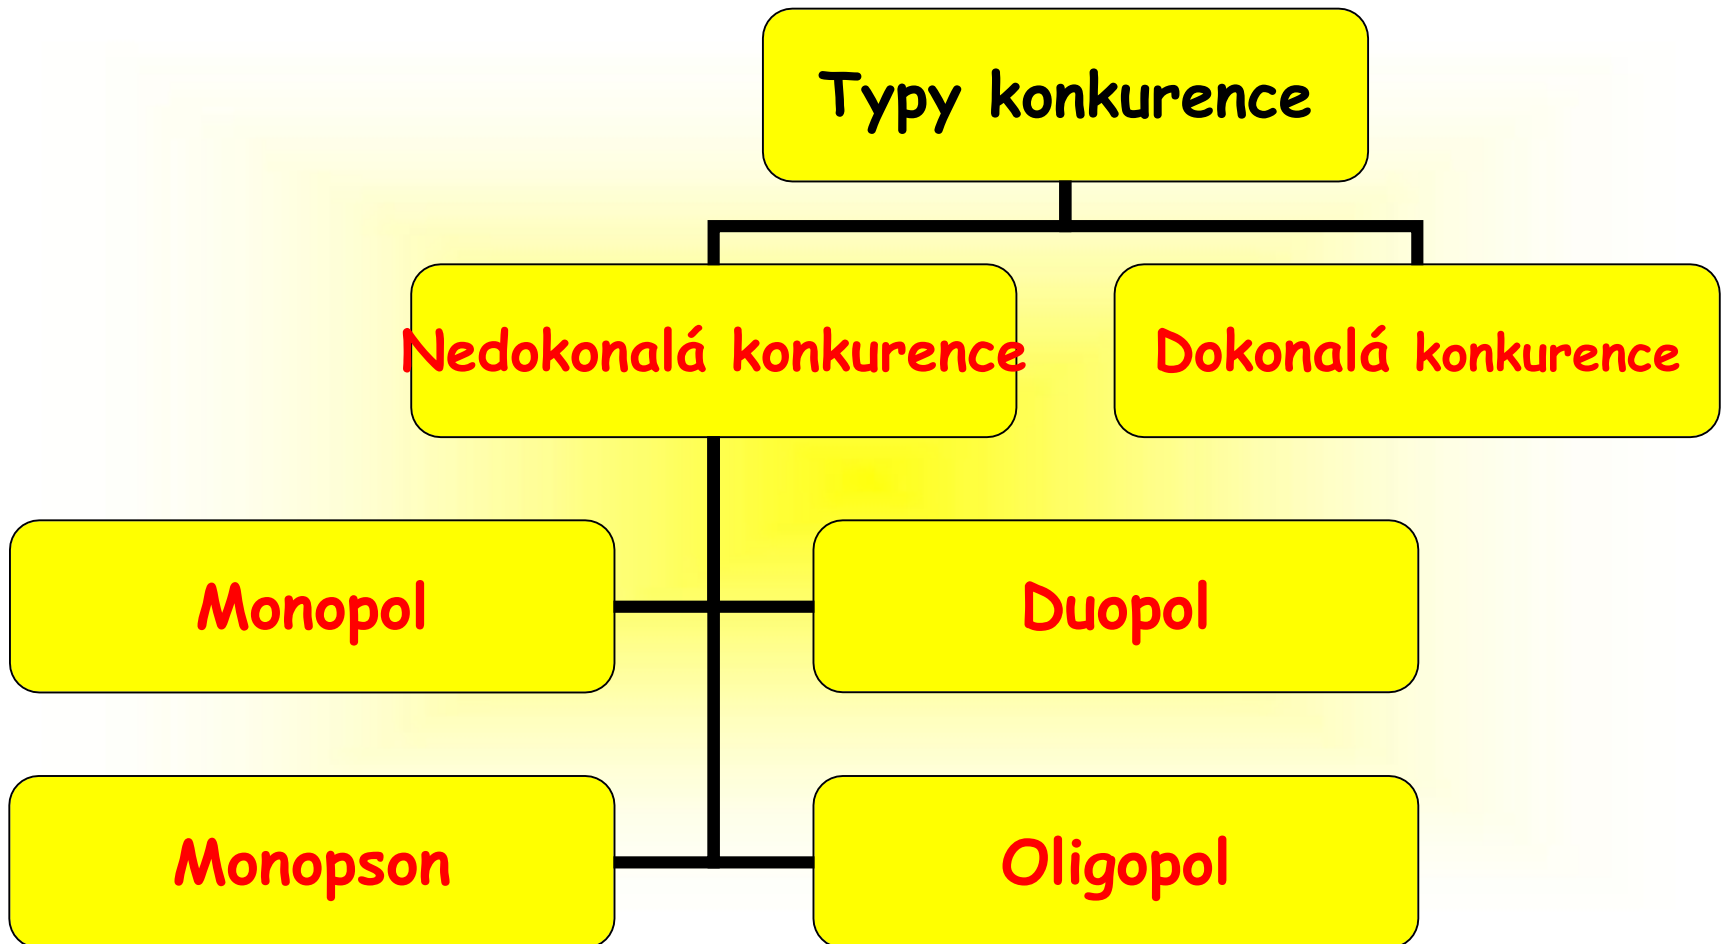 Typy konkurence
Nedokonalá konkurence
Dokonalá konkurence
Monopol
Duopol
Monopson
Oligopol